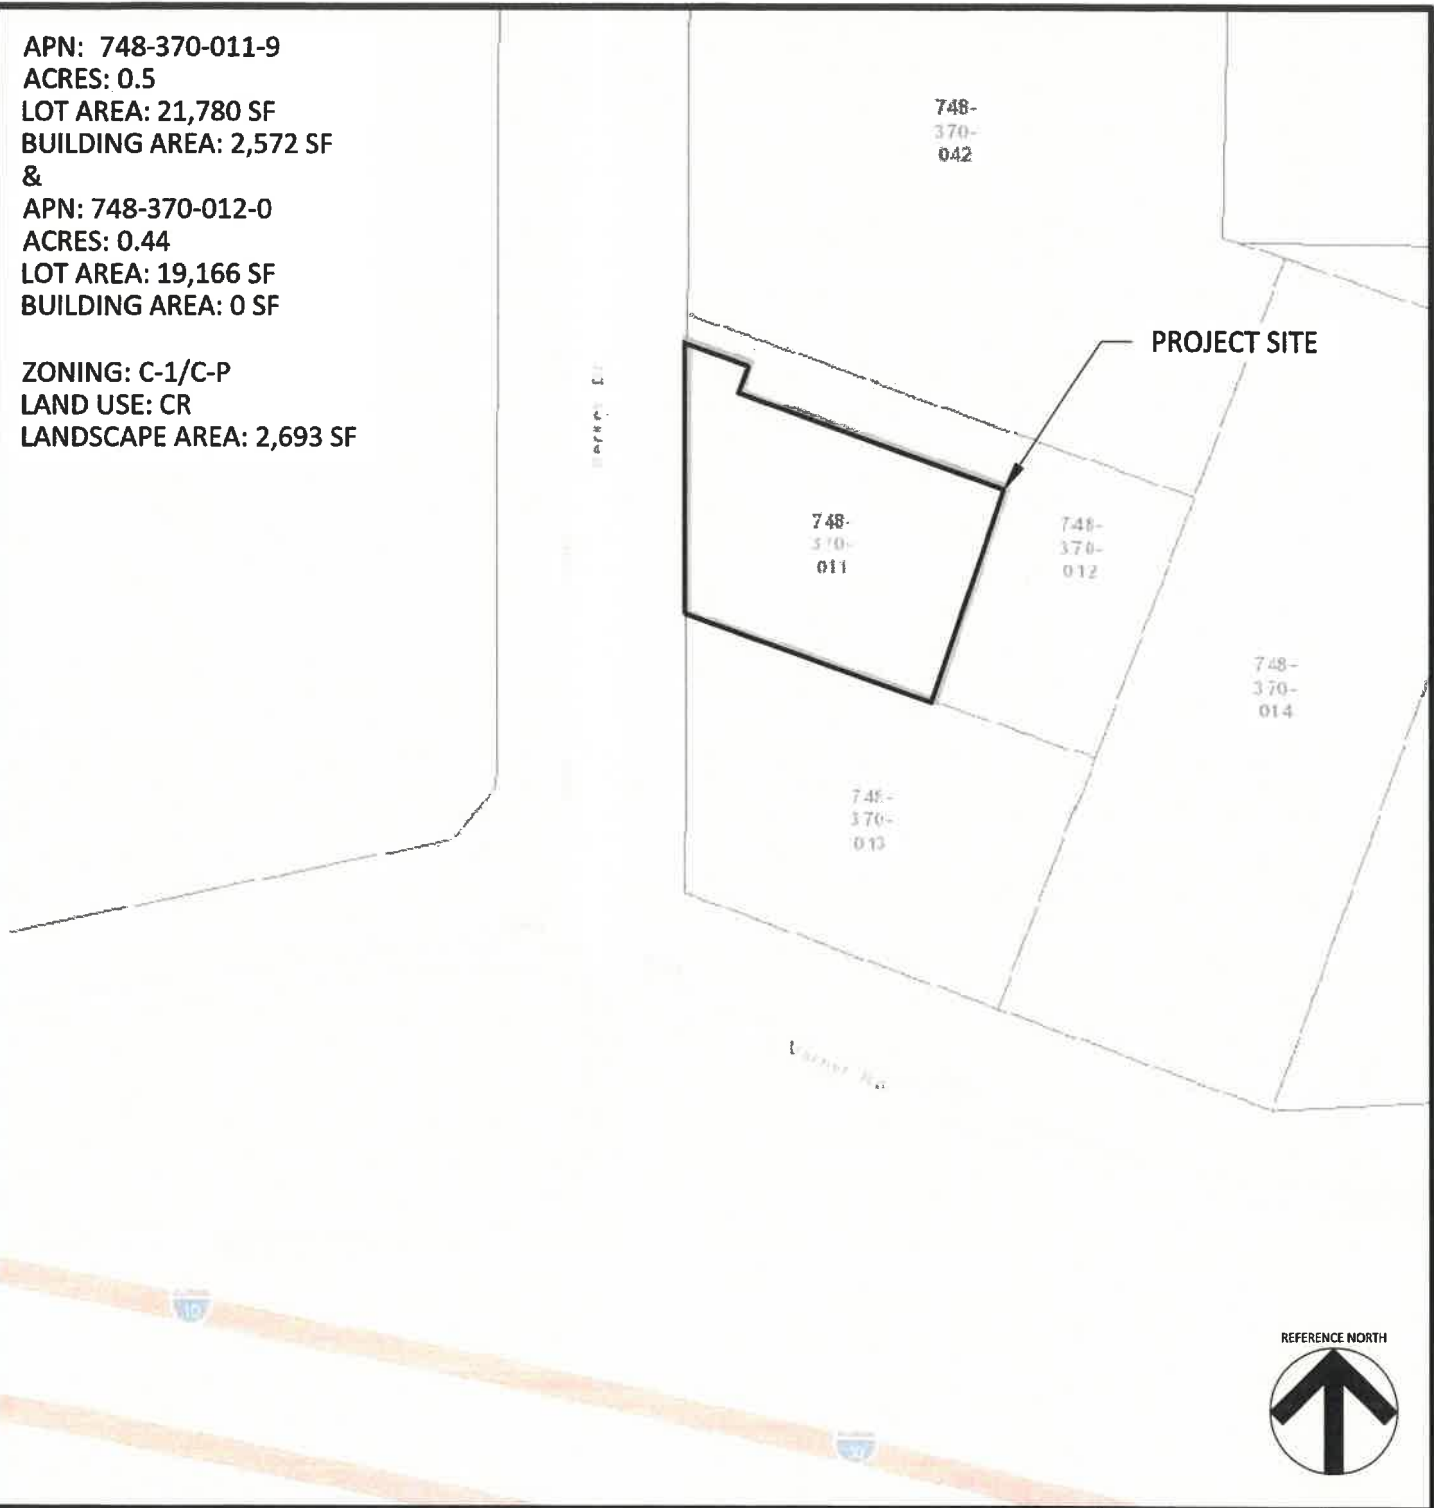 APN: 748-370-011-9
ACRES: 0.5
LOT AREA: 21,780 SF
BUILDING AREA: 2,572 SF
&
APN: 748-370-012-0
ACRES: 0.44
LOT AREA: 19,166 SF
BUILDING AREA: 0 SF
ZONING: C-1/C-P
LAND USE: CR
LANDSCAPE AREA: 2,693 SF
748-
370-
042
PROJECT SITE
748-
370-
011
748-
370-
012
748-
370-
014
748-
370-
013
10
10
REFERENCE NORTH